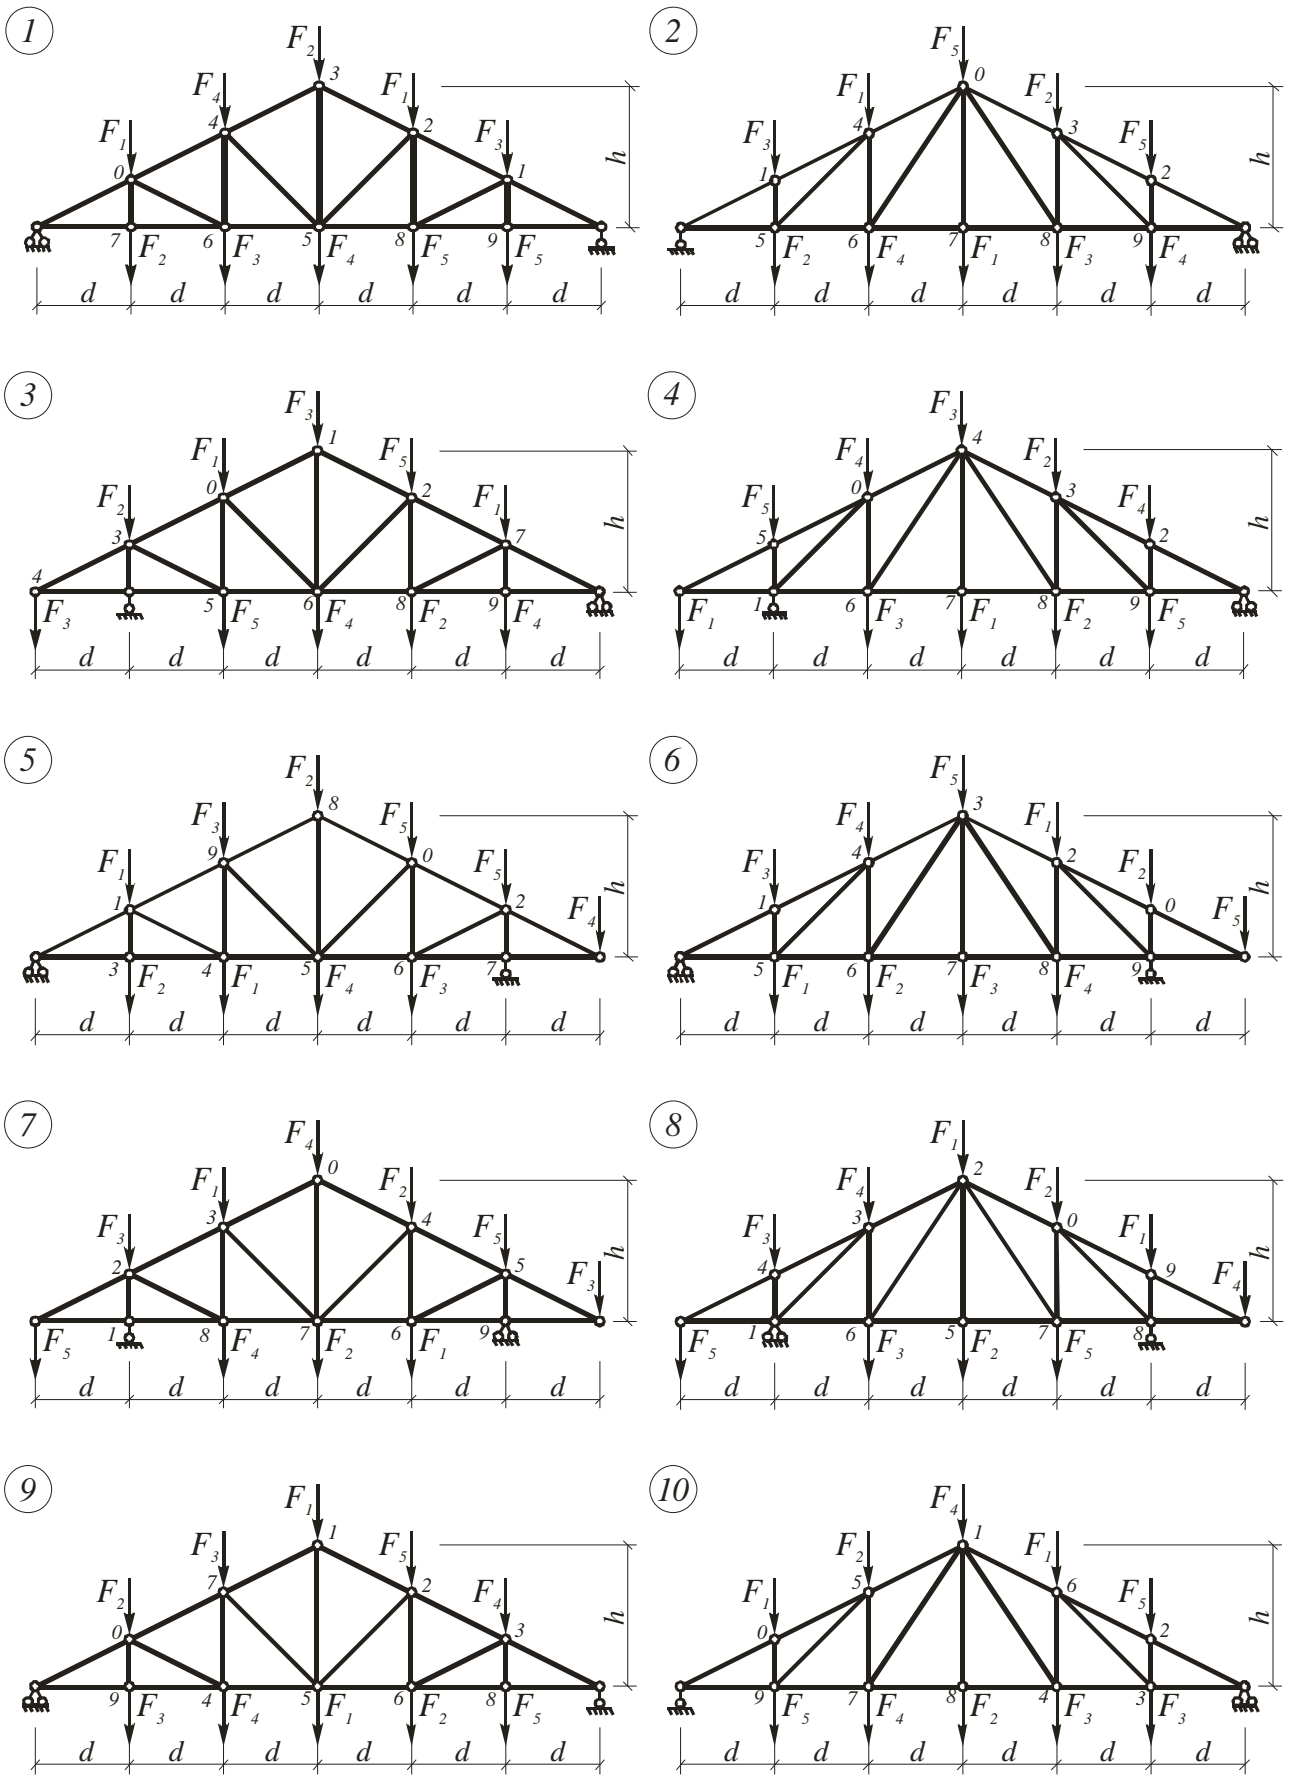 1 2
F₂ F₅
3 0
F₄ F₁ F₁ F₂
4 2 4 3
F₁ F₃ F₃ F₅
0 1 1 2
h h
7 F₂ 6 F₃ 5 F₄ 8 F₅ 9 F₅ 5 F₂ 6 F₄ 7 F₁ 8 F₃ 9 F₄
d d d d d d d d d d d d
3 4
F₃ F₃
1 4
F₁ F₅ F₄ F₂
0 2 0 3
F₂ F₁ F₅ F₄
3 7 5 2
h h
4 F₃ 5 F₅ 6 F₄ 8 F₂ 9 F₄ F₁ 1 6 F₃ 7 F₁ 8 F₂ 9 F₅
d d d d d d d d d d d d
5 6
F₂ F₅
8 3
F₃ F₅ F₄ F₁
9 0 4 2
F₁ F₅ F₄ F₃ F₂ F₅
1 2 1 0
h h
3 F₂ 4 F₁ 5 F₄ 6 F₃ 7 5 F₁ 6 F₂ 7 F₃ 8 F₄ 9
d d d d d d d d d d d d
7 8
F₄ F₁
0 2
F₁ F₂ F₄ F₂
3 4 3 0
F₃ F₅ F₃ F₃ F₁ F₄
2 5 4 9
h h
F₅ 1 8 F₄ 7 F₂ 6 F₁ 9 F₅ 1 6 F₃ 5 F₂ 7 F₅ 8
d d d d d d d d d d d d
9 10
F₁ F₄
1 1
F₃ F₅ F₂ F₁
7 2 5 6
F₂ F₄ F₁ F₅
0 3 0 2
h h
9 F₃ 4 F₄ 5 F₁ 6 F₂ 8 F₅ 9 F₅ 7 F₄ 8 F₂ 4 F₃ 3 F₃
d d d d d d d d d d d d